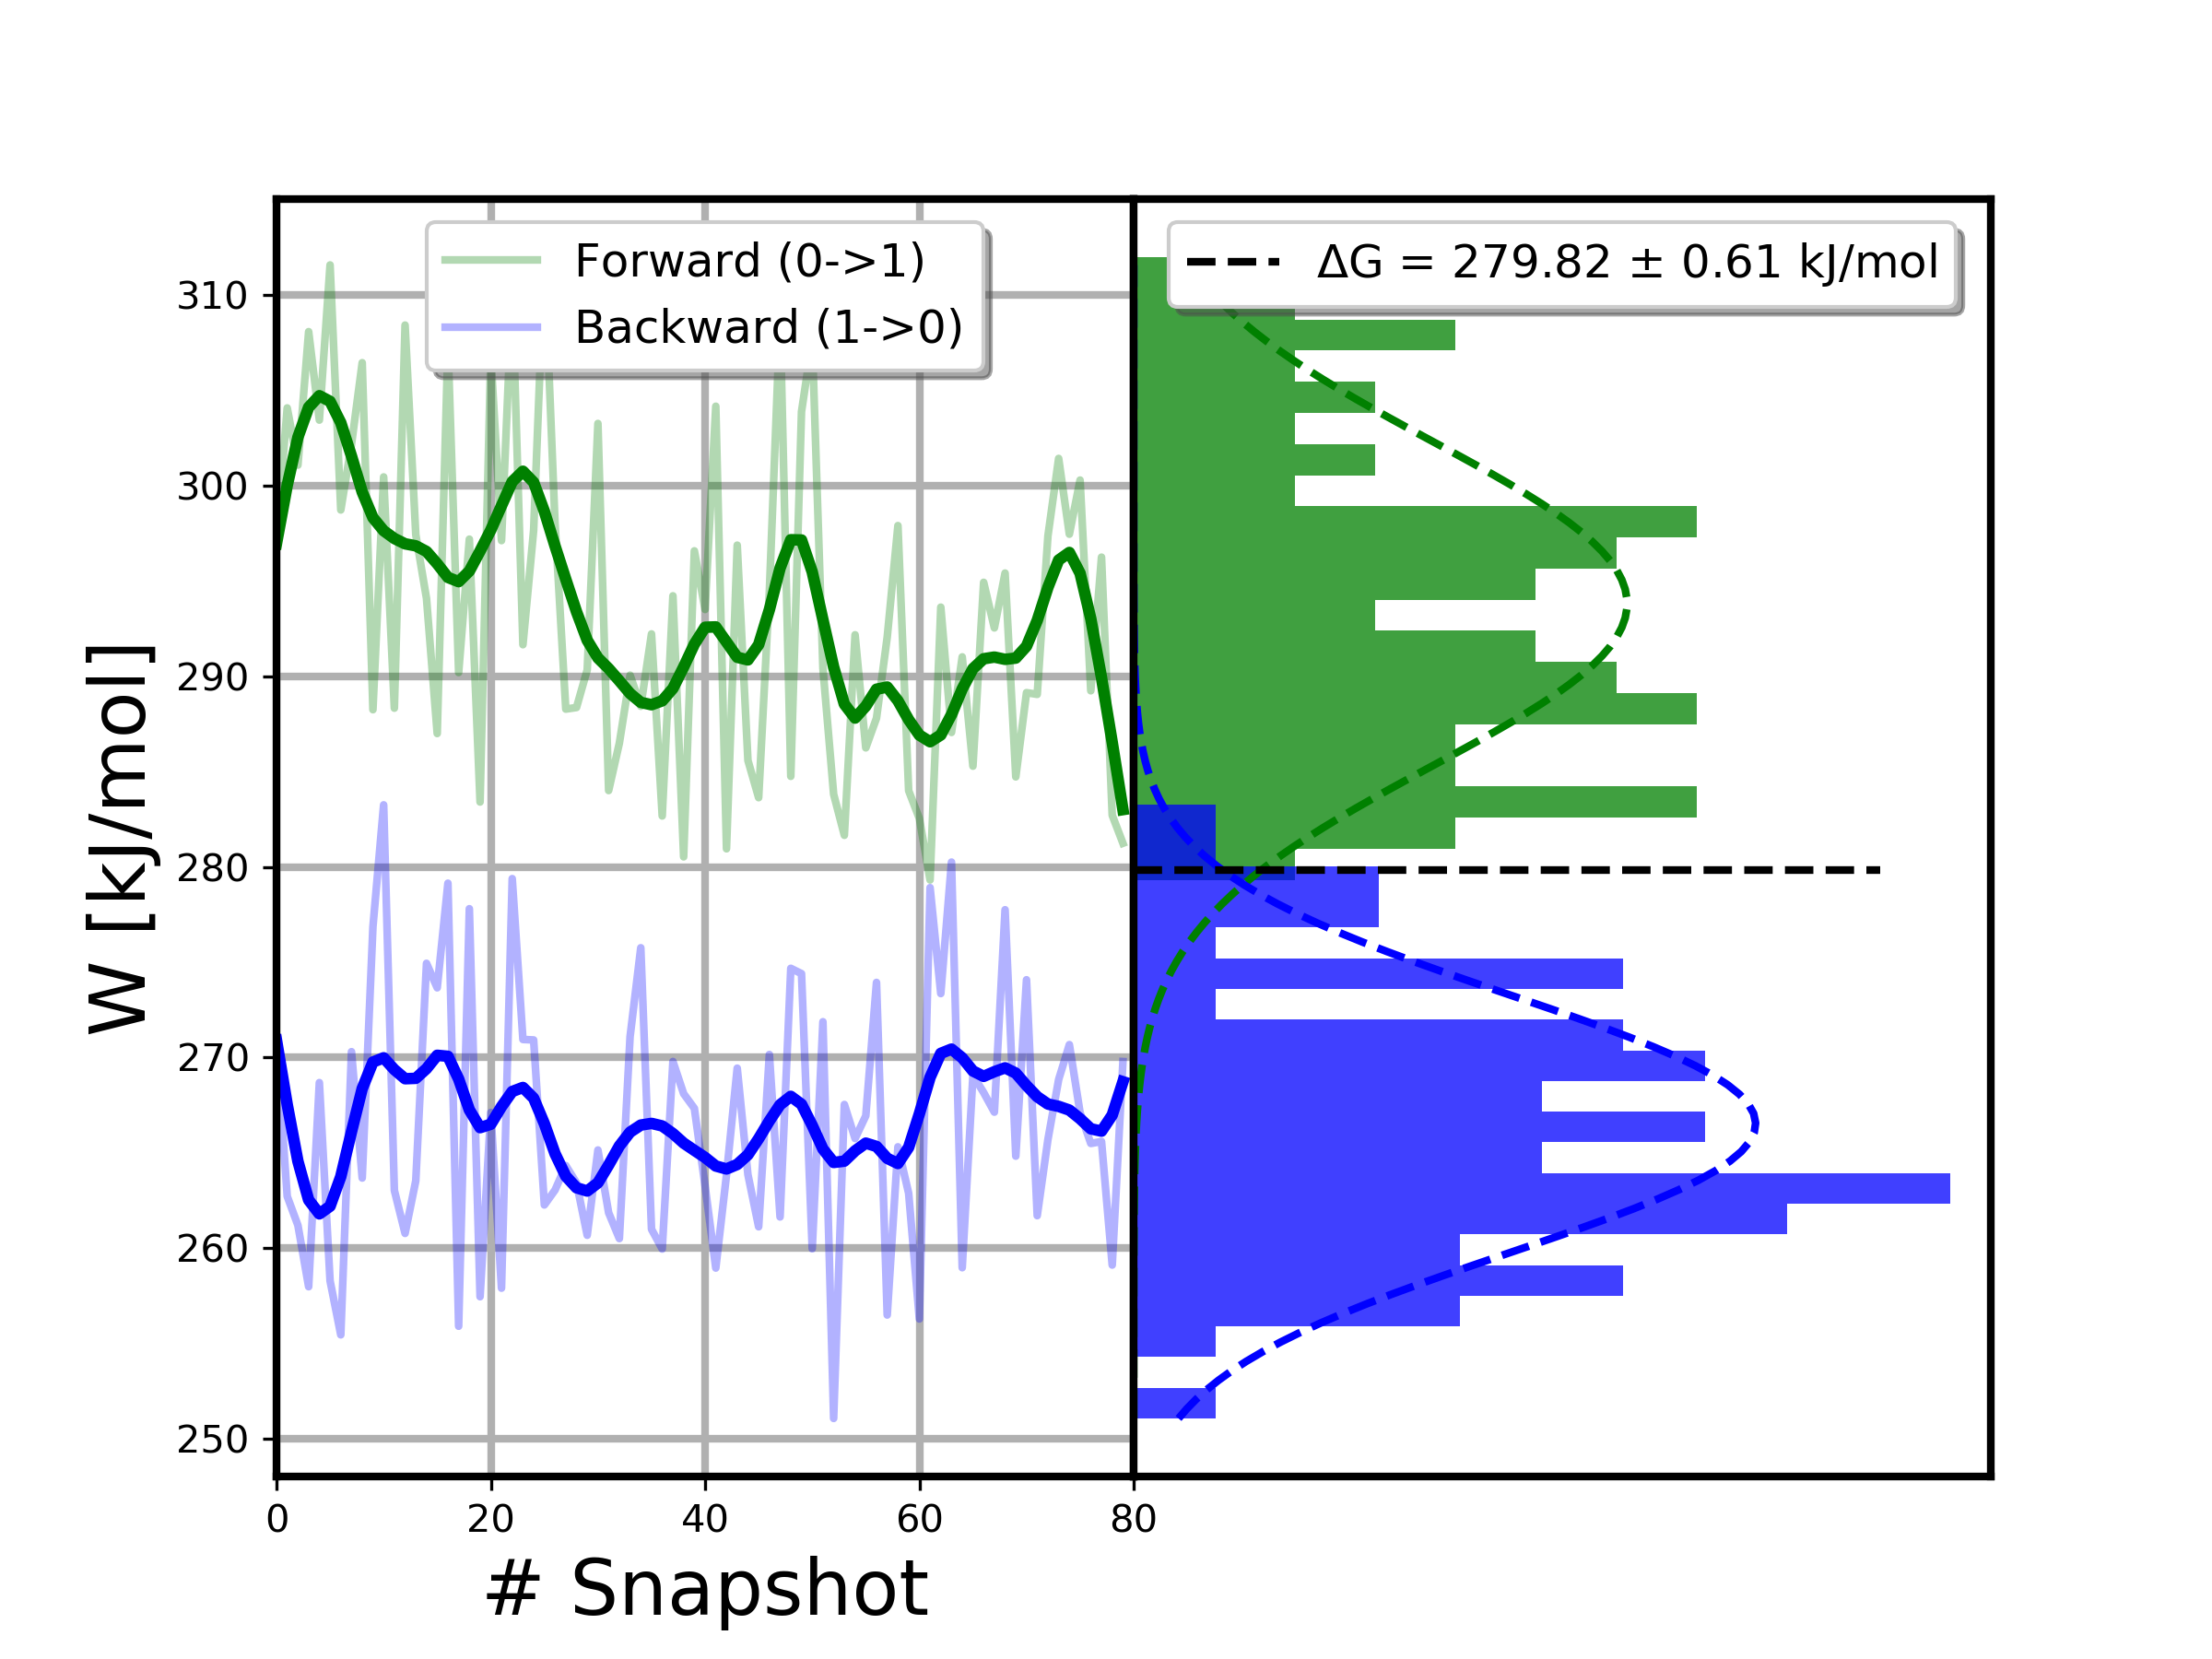 Forward (0->1)
Backward (1->0)
ΔG = 279.82 ± 0.61 kJ/mol
W [kJ/mol]
310
300
290
280
270
260
250
0 20 40 60 80
# Snapshot